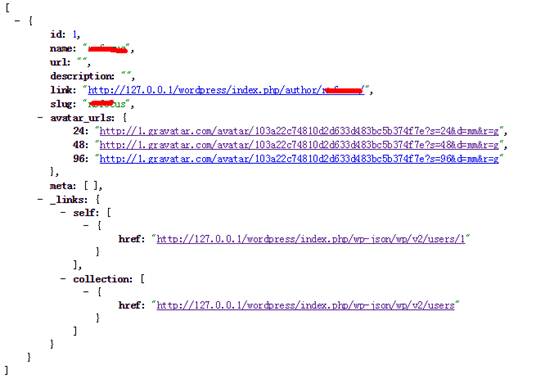 [
- {
id: 1,
name: "",
url: "",
description: "",
link: "http://127.0.0.1/wordpress/index.php/author/
slug: "
- avatar_urls: {
24: "http://1.gravatar.com/avatar/103a22c74810d2d633d483bc5b374f7e?s=24&d=mm&r=g",
48: "http://1.gravatar.com/avatar/103a22c74810d2d633d483bc5b374f7e?s=48&d=mm&r=g",
96: "http://1.gravatar.com/avatar/103a22c74810d2d633d483bc5b374f7e?s=96&d=mm&r=g"
},
meta: [ ],
- _links: {
- self: [
- {
href: "http://127.0.0.1/wordpress/index.php/wp-json/wp/v2/users/1"
}
],
- collection: [
- {
href: "http://127.0.0.1/wordpress/index.php/wp-json/wp/v2/users"
}
]
}
}
]